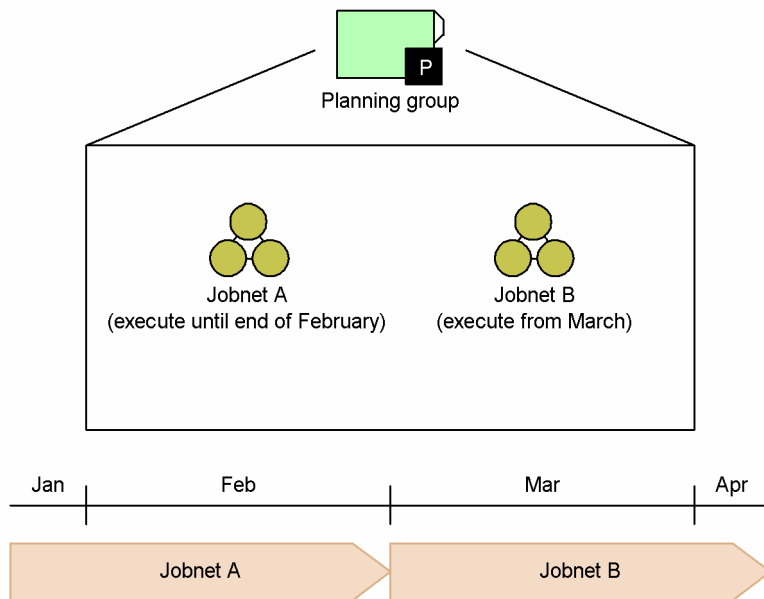 P
Planning group
Jobnet A
(execute until end of February)
Jobnet B
(execute from March)
Jan
Feb
Mar
Apr
Jobnet A
Jobnet B